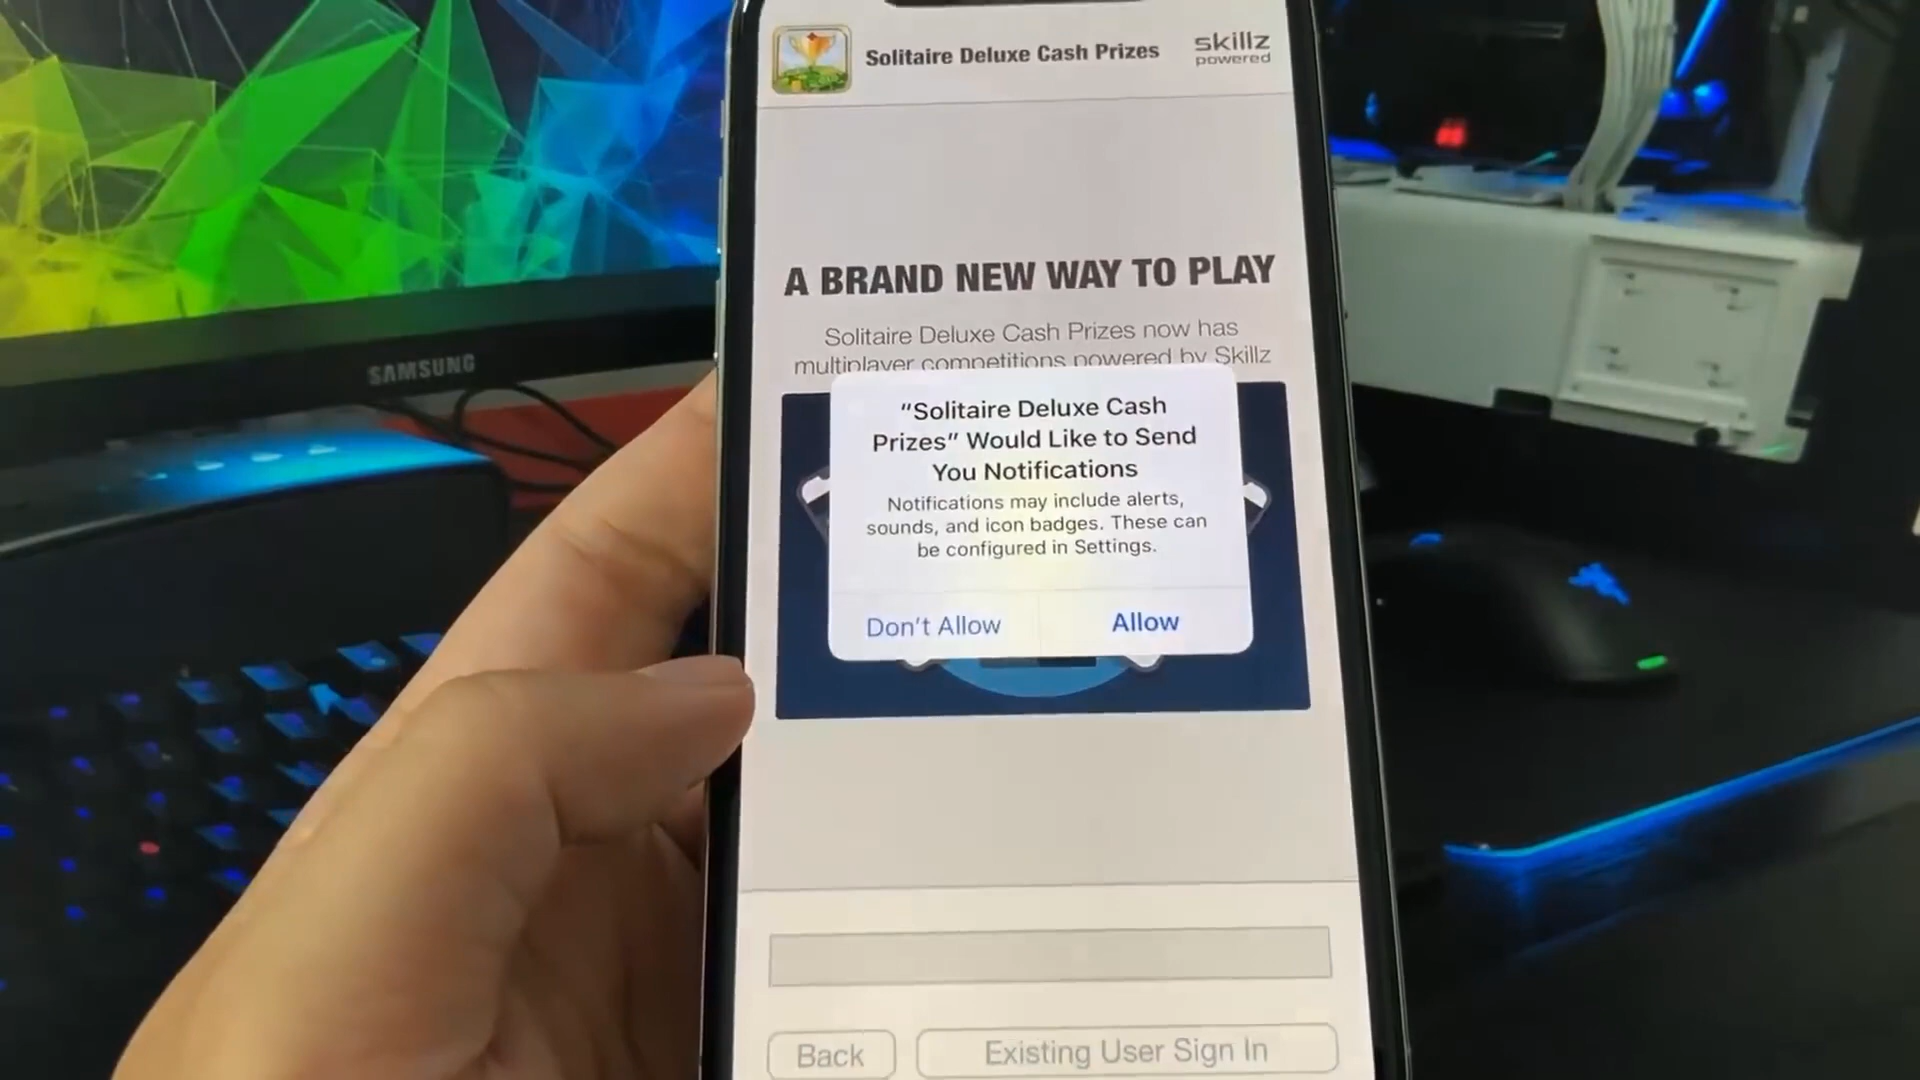 Solitaire Deluxe Cash Prizes
skillz
powered
A BRAND NEW WAY TO PLAY
Solitaire Deluxe Cash Prizes now has
multiplayer competitions powered by Skillz
"Solitaire Deluxe Cash
Prizes" Would Like to Send
You Notifications
Notifications may include alerts,
sounds, and icon badges. These can
be configured in Settings.
Don't Allow
Allow
Back
Existing User Sign In
SAMSUNG